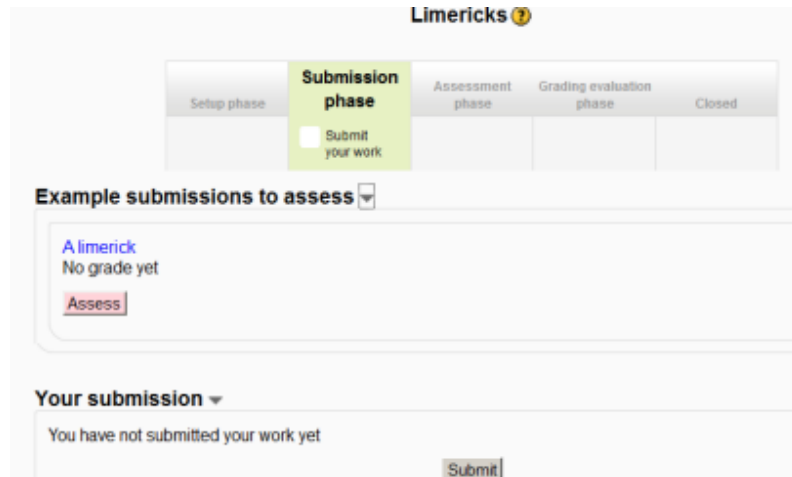 Limericks
Setup phase
Submission
phase
Assessment
phase
Grading evaluation
phase
Closed
Submit
your work
Example submissions to assess
A limerick
No grade yet
Assess
Your submission
You have not submitted your work yet
Submit